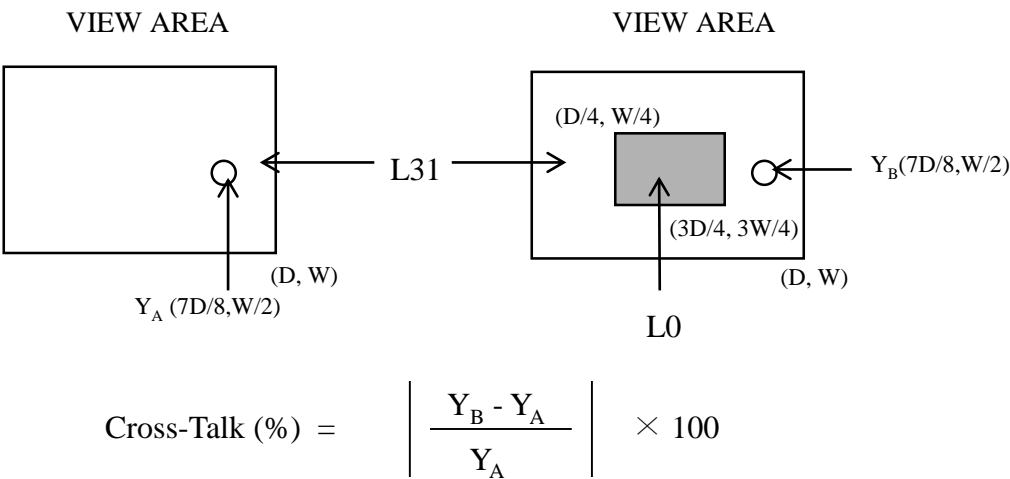 VIEW AREA VIEW AREA
(D/4, W/4)
L31
Y_B(7D/8,W/2)
(3D/4, 3W/4)
(D, W) (D, W)
Y_A (7D/8,W/2)
L0
Cross-Talk (%) = | (Y_B - Y_A) / Y_A | × 100